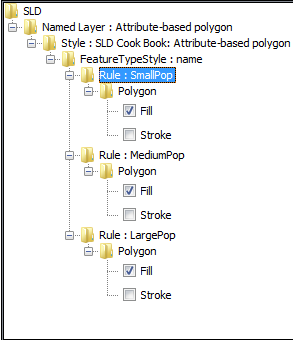 SLD
Named Layer : Attribute-based polygon
Style : SLD Cook Book: Attribute-based polygon
FeatureTypeStyle : name
Rule : SmallPop
Polygon
Fill
Stroke
Rule : MediumPop
Polygon
Fill
Stroke
Rule : LargePop
Polygon
Fill
Stroke